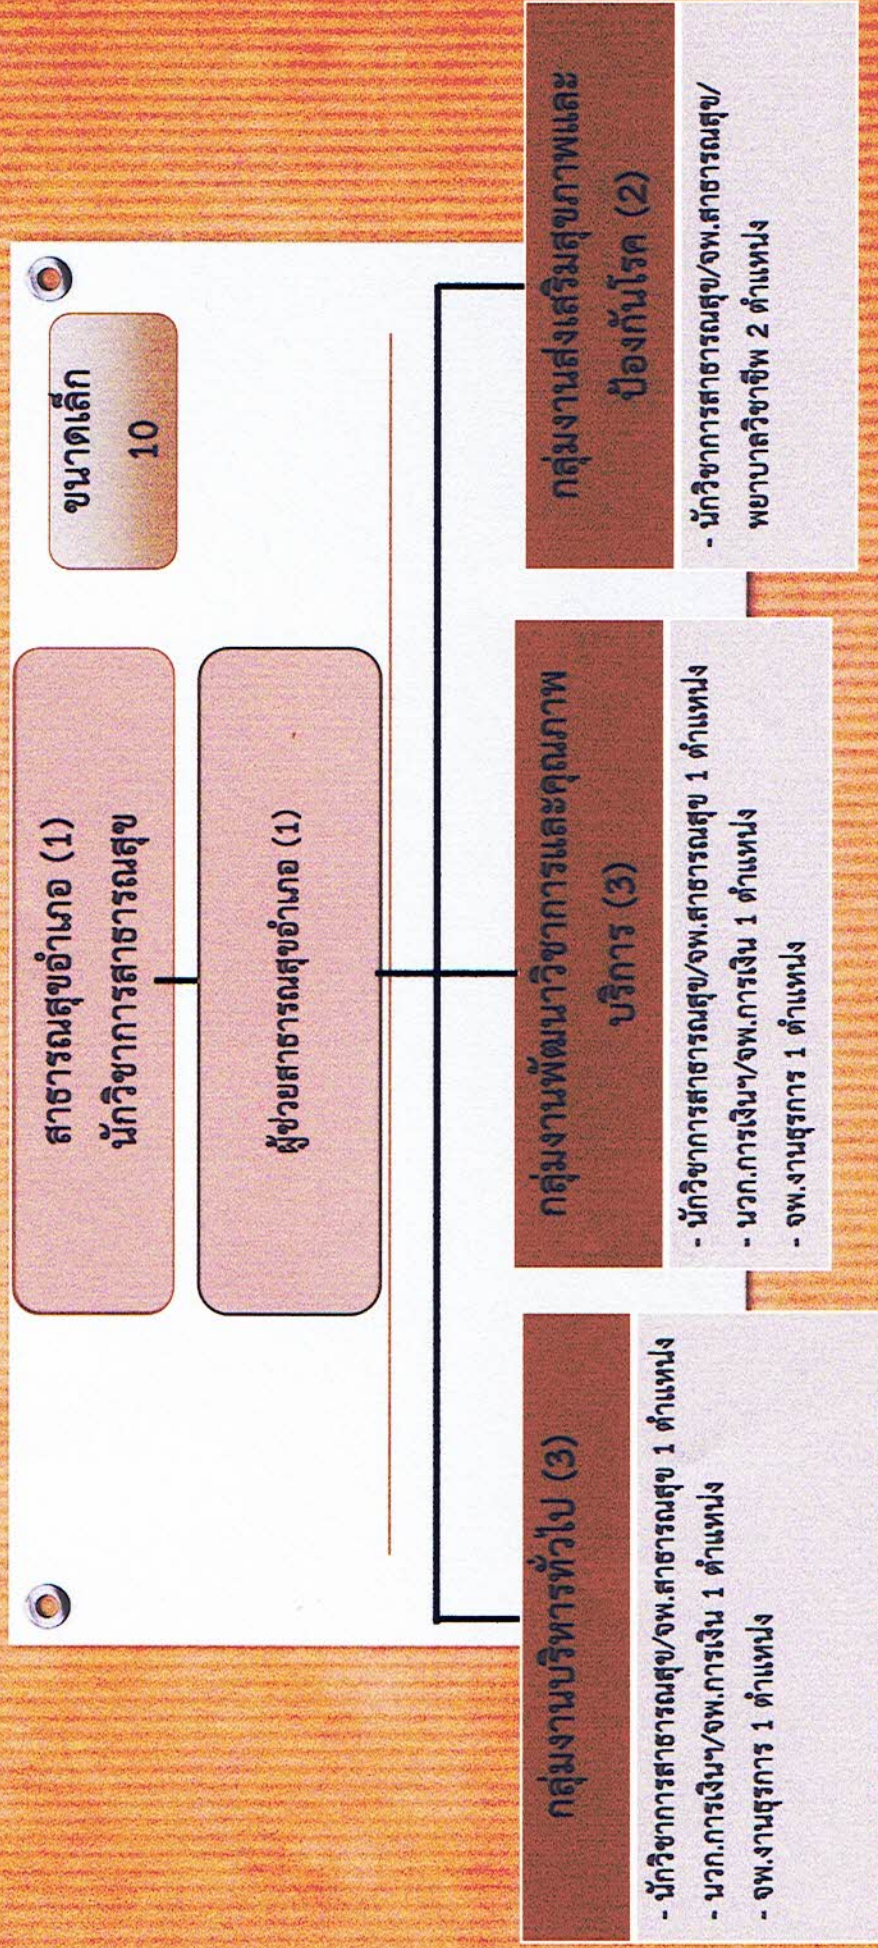 สาธารณสุขอำเภอ (1)
นักวิชาการสาธารณสุข
ขนาดเล็ก
10
ผู้ช่วยสาธารณสุขอำเภอ (1)
กลุ่มงานบริหารทั่วไป (3)
- นักวิชาการสาธารณสุข/จพ.สาธารณสุข 1 ตำแหน่ง
- นวก.การเงินฯ/จพ.การเงิน 1 ตำแหน่ง
- จพ.งานธุรการ 1 ตำแหน่ง
กลุ่มงานพัฒนาวิชาการและคุณภาพ
บริการ (3)
- นักวิชาการสาธารณสุข/จพ.สาธารณสุข 1 ตำแหน่ง
- นวก.การเงินฯ/จพ.การเงิน 1 ตำแหน่ง
- จพ.งานธุรการ 1 ตำแหน่ง
กลุ่มงานส่งเสริมสุขภาพและ
ป้องกันโรค (2)
- นักวิชาการสาธารณสุข/จพ.สาธารณสุข/
พยาบาลวิชาชีพ 2 ตำแหน่ง